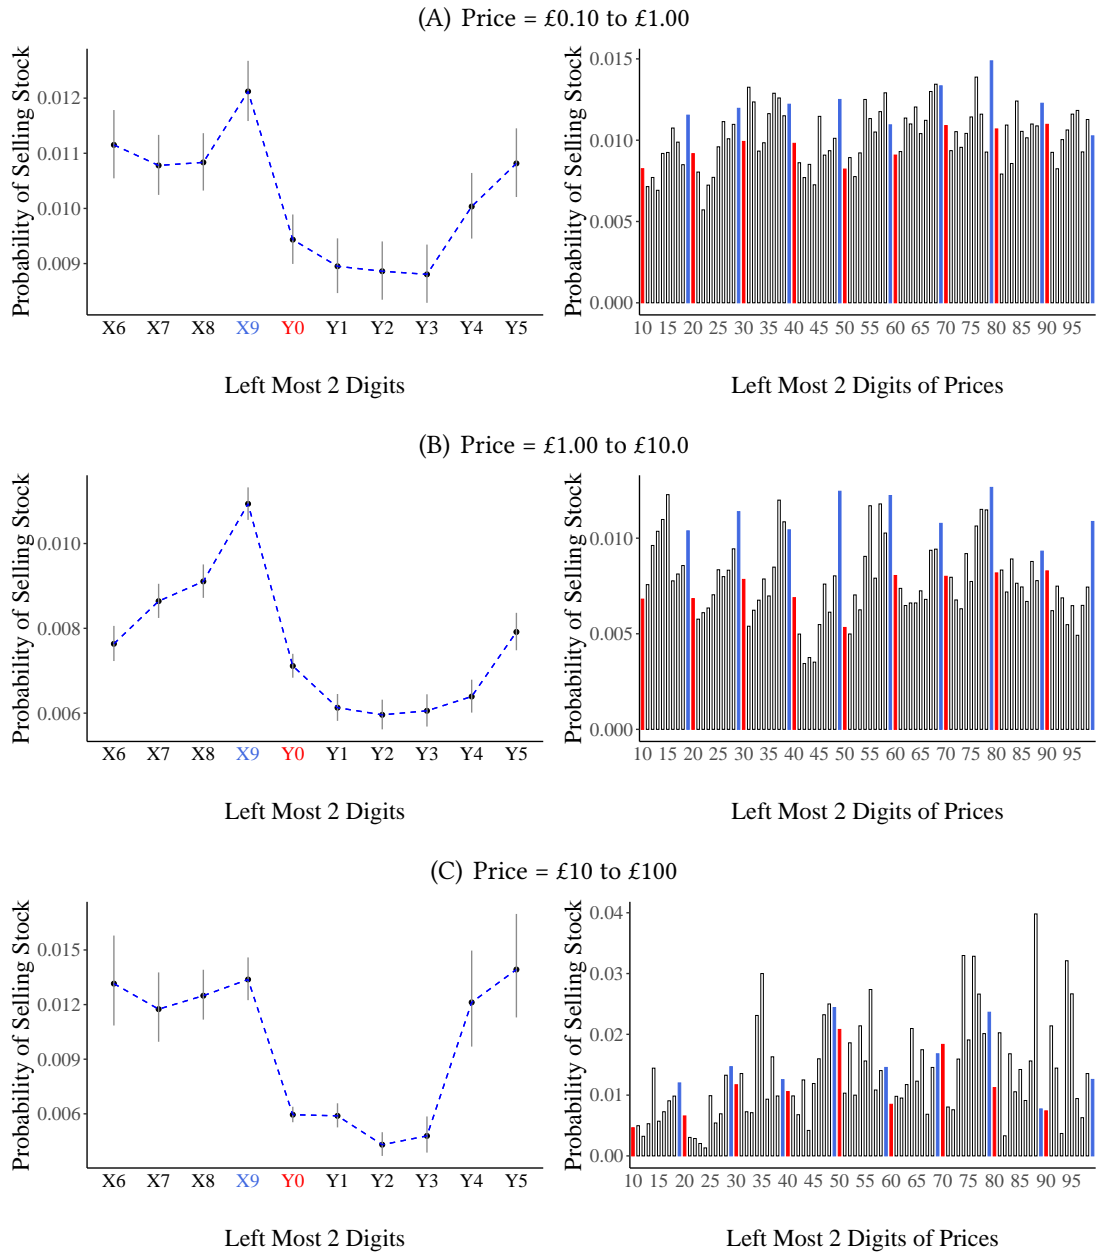 (A) Price = £0.10 to £1.00
Probability of Selling Stock
0.012
0.011
0.010
0.009
X6 X7 X8 X9 Y0 Y1 Y2 Y3 Y4 Y5
Left Most 2 Digits
Probability of Selling Stock
0.015
0.010
0.005
0.000
10 15 20 25 30 35 40 45 50 55 60 65 70 75 80 85 90 95
Left Most 2 Digits of Prices
(B) Price = £1.00 to £10.0
Probability of Selling Stock
0.010
0.008
0.006
X6 X7 X8 X9 Y0 Y1 Y2 Y3 Y4 Y5
Left Most 2 Digits
Probability of Selling Stock
0.010
0.005
0.000
10 15 20 25 30 35 40 45 50 55 60 65 70 75 80 85 90 95
Left Most 2 Digits of Prices
(C) Price = £10 to £100
Probability of Selling Stock
0.015
0.012
0.009
0.006
X6 X7 X8 X9 Y0 Y1 Y2 Y3 Y4 Y5
Left Most 2 Digits
Probability of Selling Stock
0.04
0.03
0.02
0.01
0.00
10 15 20 25 30 35 40 45 50 55 60 65 70 75 80 85 90 95
Left Most 2 Digits of Prices